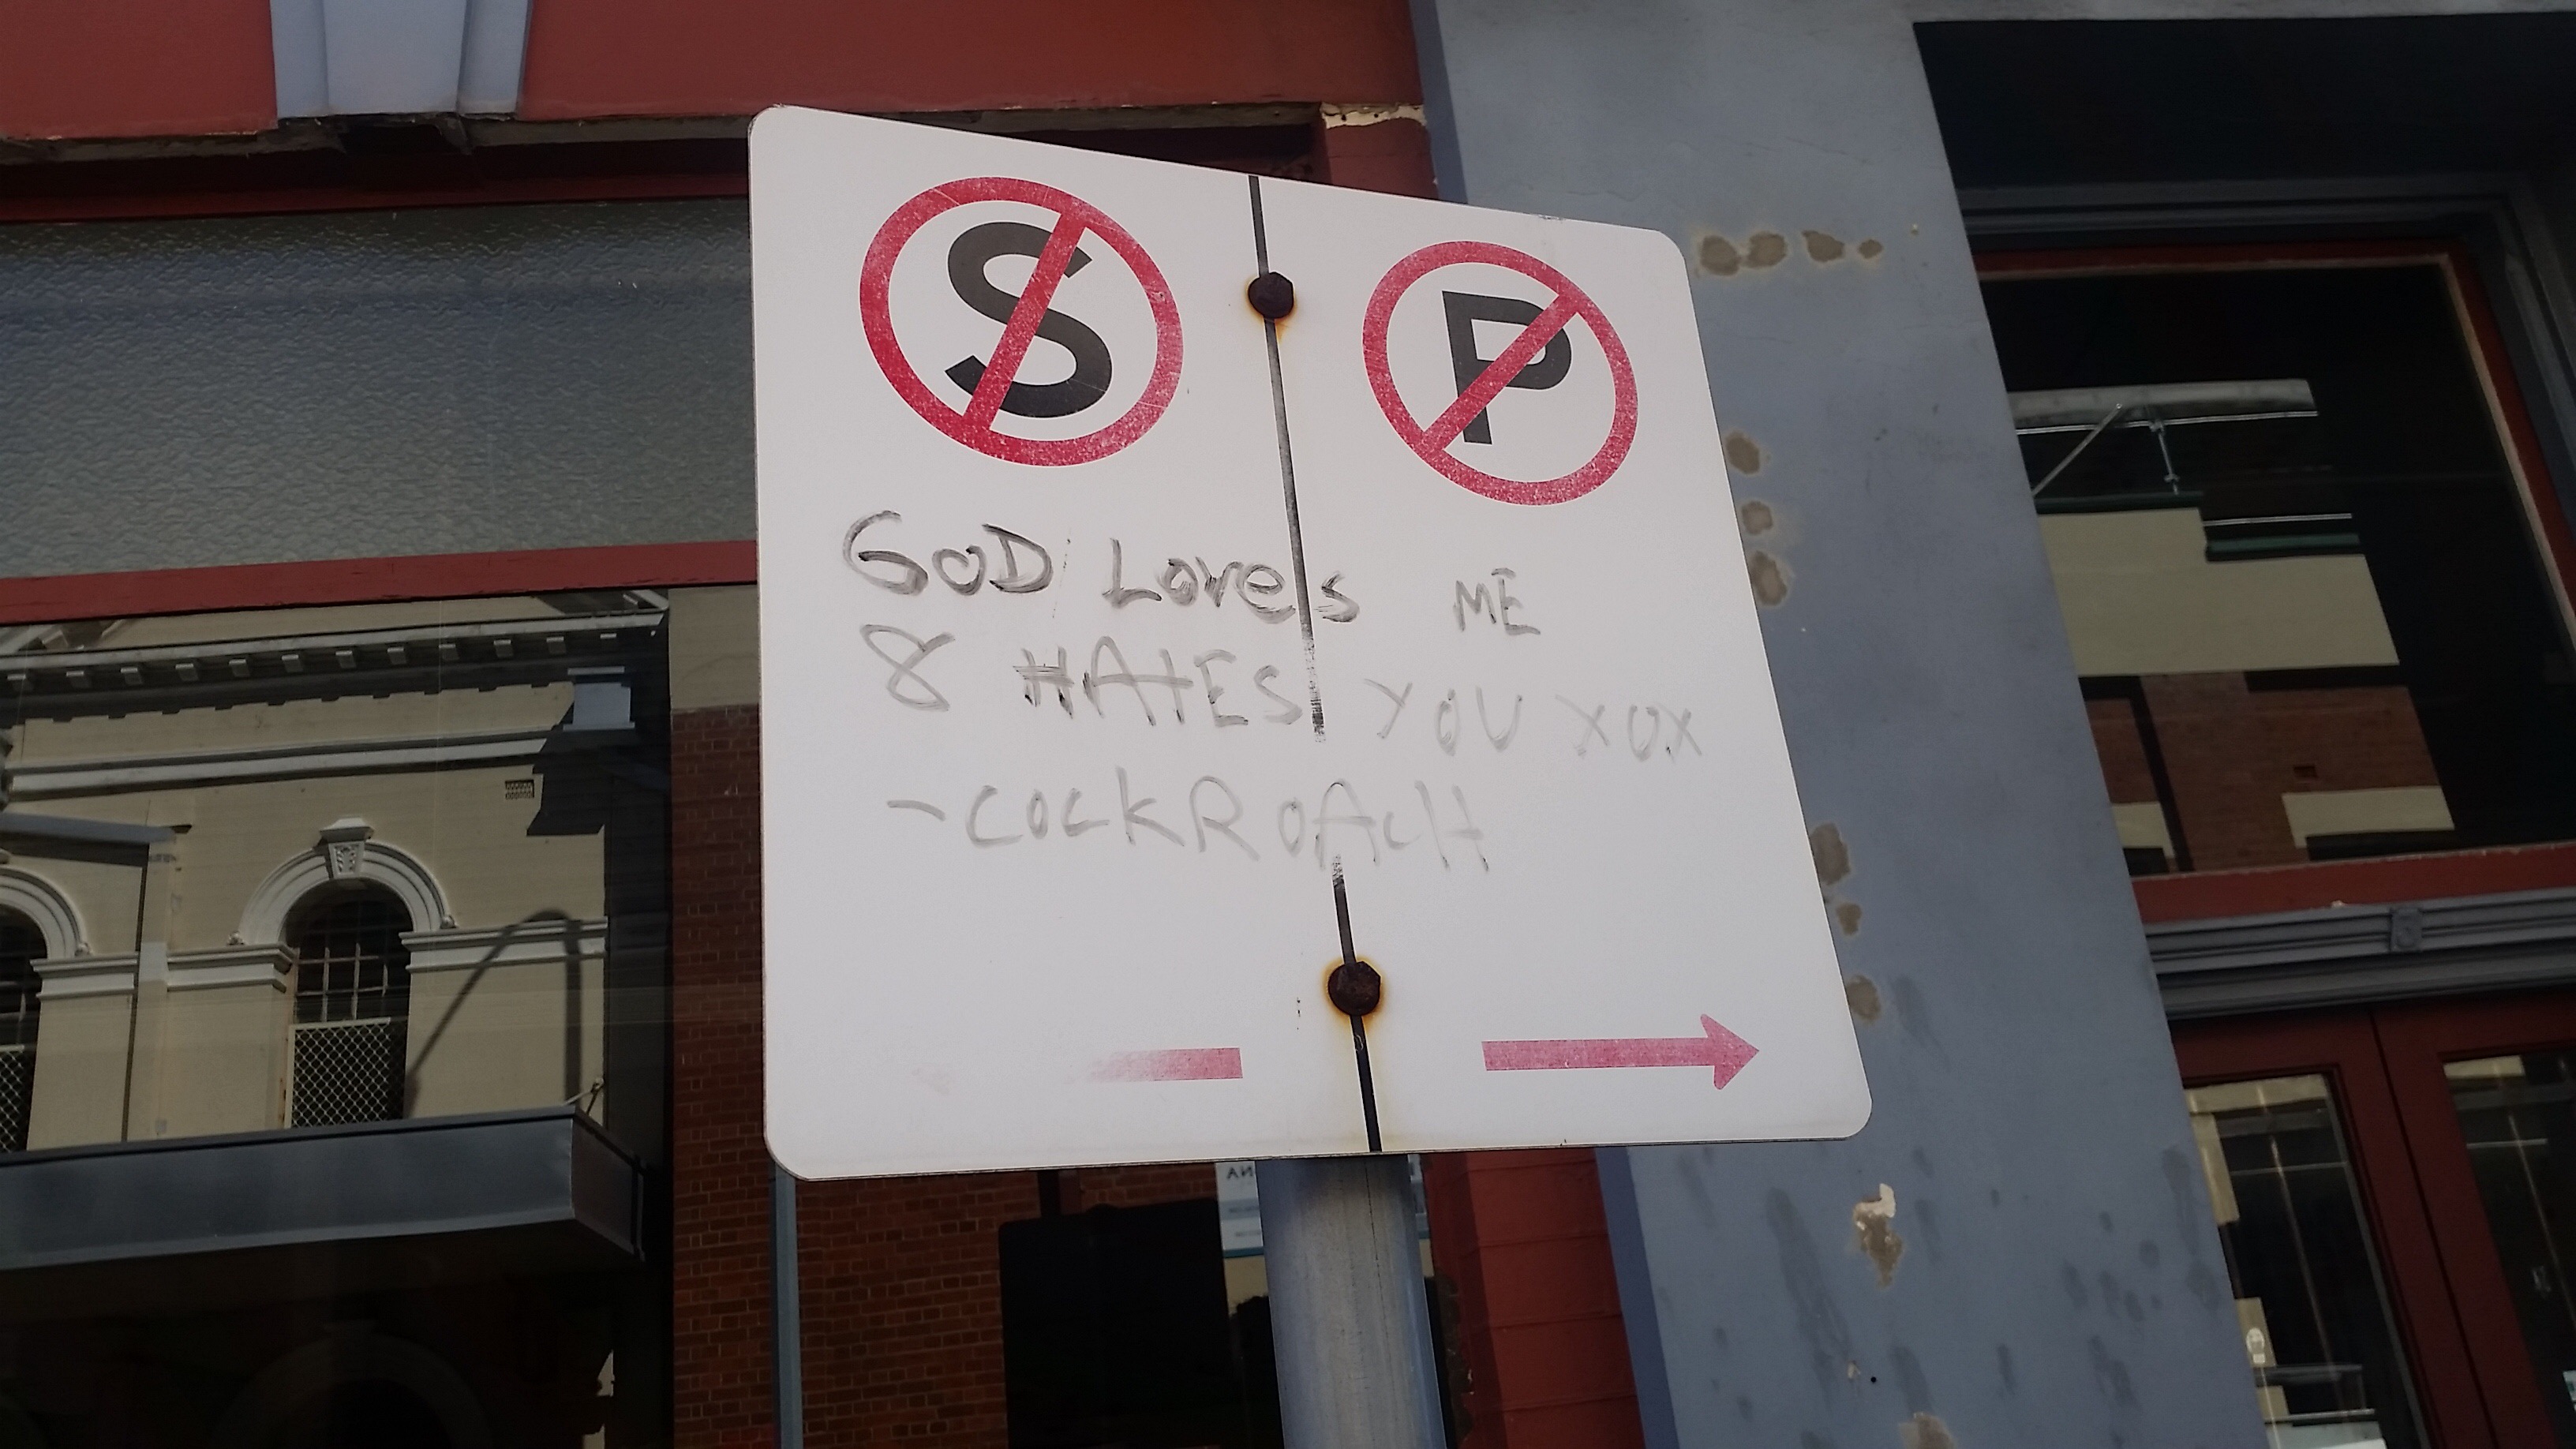 S P
GOD Loves ME
& HATES YOU XOX
-COCKROACH